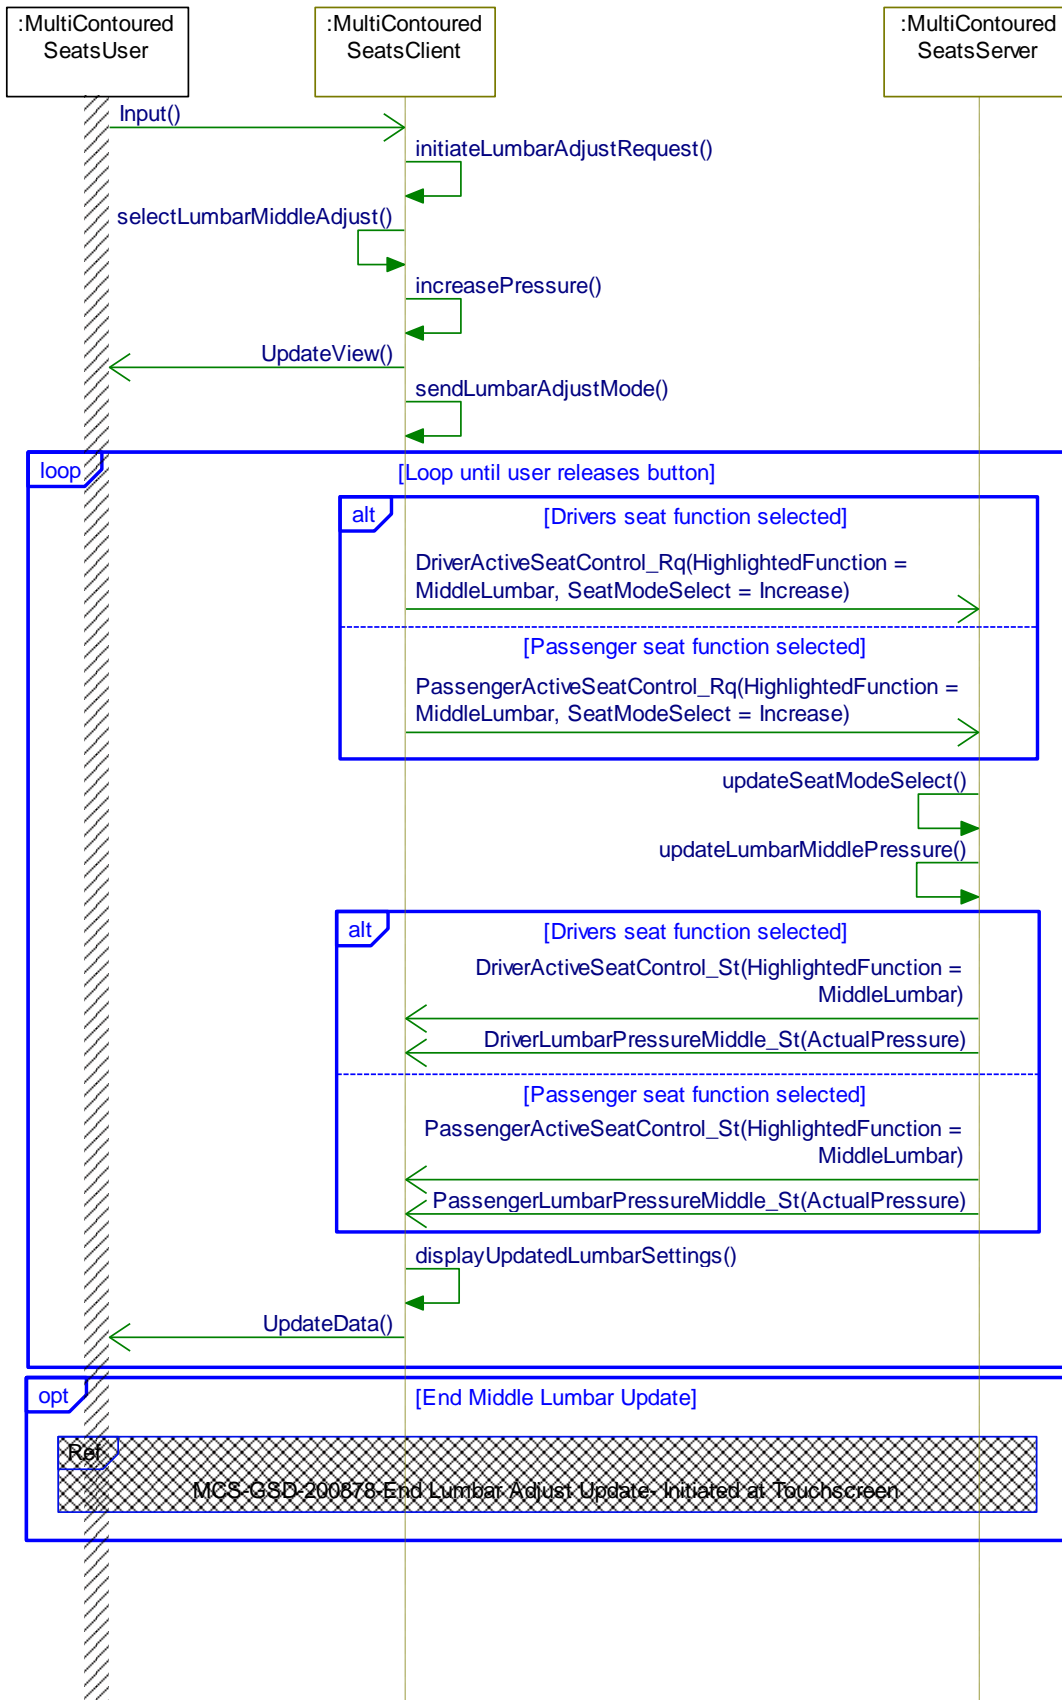 :MultiContoured
SeatsUser
:MultiContoured
SeatsClient
:MultiContoured
SeatsServer
Input()
initiateLumbarAdjustRequest()
selectLumbarMiddleAdjust()
increasePressure()
UpdateView()
sendLumbarAdjustMode()
loop
[Loop until user releases button]
alt
[Drivers seat function selected]
DriverActiveSeatControl_Rq(HighlightedFunction =
MiddleLumbar, SeatModeSelect = Increase)
[Passenger seat function selected]
PassengerActiveSeatControl_Rq(HighlightedFunction =
MiddleLumbar, SeatModeSelect = Increase)
updateSeatModeSelect()
updateLumbarMiddlePressure()
alt
[Drivers seat function selected]
DriverActiveSeatControl_St(HighlightedFunction =
MiddleLumbar)
DriverLumbarPressureMiddle_St(ActualPressure)
[Passenger seat function selected]
PassengerActiveSeatControl_St(HighlightedFunction =
MiddleLumbar)
PassengerLumbarPressureMiddle_St(ActualPressure)
displayUpdatedLumbarSettings()
UpdateData()
opt
[End Middle Lumbar Update]
Ref
MCS-GSD-200878-End Lumbar Adjust Update- Initiated at Touchscreen